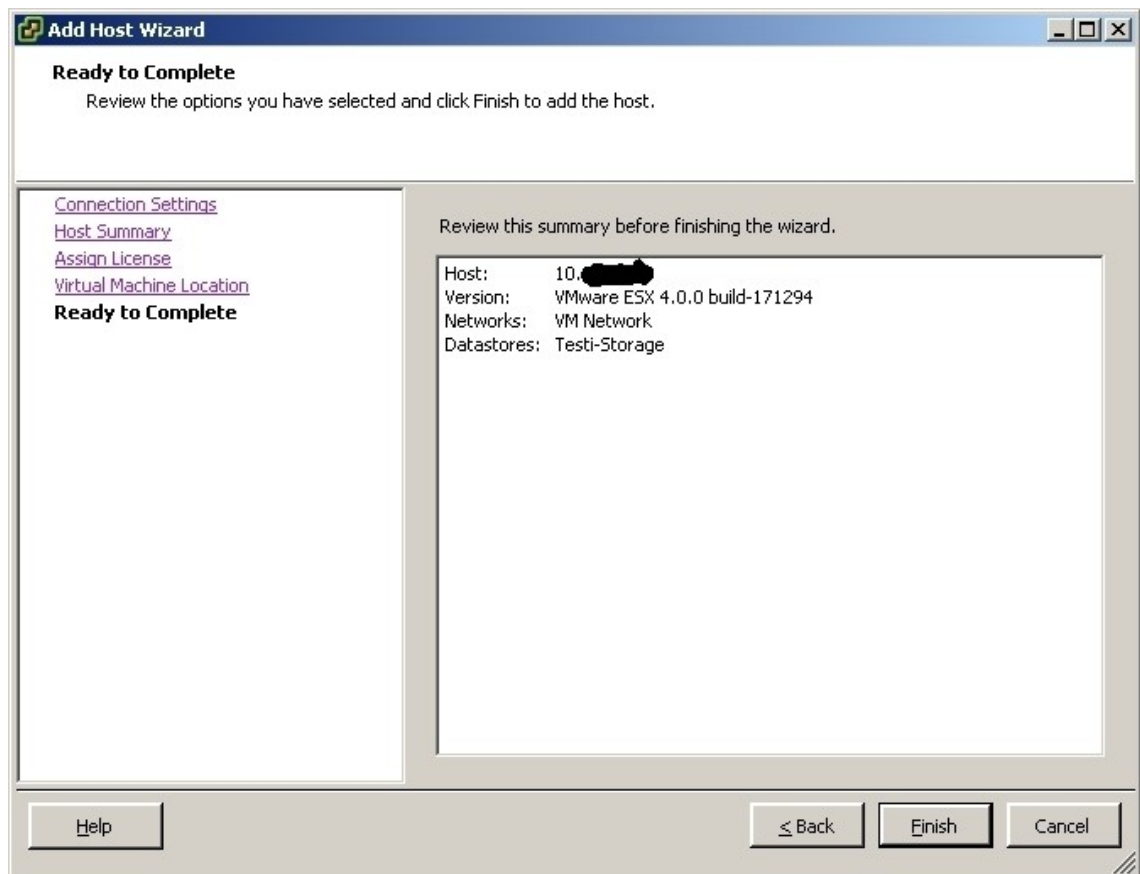 Add Host Wizard
Ready to Complete
Review the options you have selected and click Finish to add the host.
Connection Settings
Host Summary
Assign License
Virtual Machine Location
Ready to Complete
Review this summary before finishing the wizard.
Host: 10.
Version: VMware ESX 4.0.0 build-171294
Networks: VM Network
Datastores: Testi-Storage
Help
< Back
Finish
Cancel